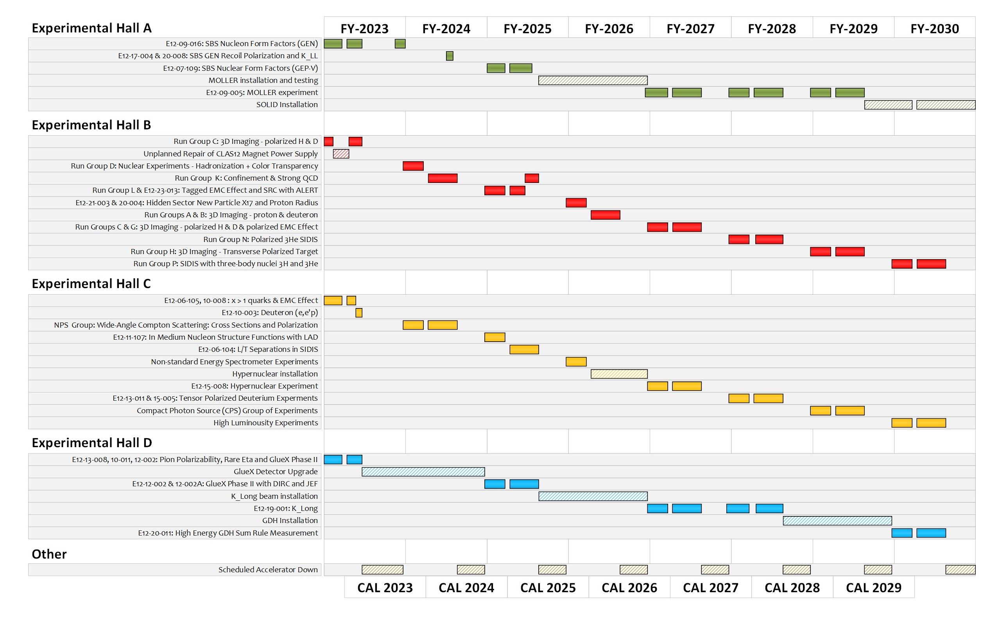 Experimental Hall A
FY-2023 FY-2024 FY-2025 FY-2026 FY-2027 FY-2028 FY-2029 FY-2030
E12-09-016: SBS Nucleon Form Factors (GEN)
E12-17-004 & 20-008: SBS GEN Recoil Polarization and K_LL
E12-07-109: SBS Nuclear Form Factors (GEP-V)
MOLLER installation and testing
E12-09-005: MOLLER experiment
SOLID Installation
Experimental Hall B
Run Group C: 3D Imaging - polarized H & D
Unplanned Repair of CLAS12 Magnet Power Supply
Run Group D: Nuclear Experiments - Hadronization + Color Transparency
Run Group K: Confinement & Strong QCD
Run Group L & E12-23-013: Tagged EMC Effect and SRC with ALERT
E12-21-003 & 20-004: Hidden Sector New Particle X17 and Proton Radius
Run Groups A & B: 3D Imaging - proton & deuteron
Run Groups C & G: 3D Imaging - polarized H & D & polarized EMC Effect
Run Group N: Polarized 3He SIDIS
Run Group H: 3D Imaging - Transverse Polarized Target
Run Group P: SIDIS with three-body nuclei 3H and 3He
Experimental Hall C
E12-06-105, 10-008 : x > 1 quarks & EMC Effect
E12-10-003: Deuteron (e,e'p)
NPS Group: Wide-Angle Compton Scattering: Cross Sections and Polarization
E12-11-107: In Medium Nucleon Structure Functions with LAD
E12-06-104: L/T Separations in SIDIS
Non-standard Energy Spectrometer Experiments
Hypernuclear installation
E12-15-008: Hypernuclear Experiment
E12-13-011 & 15-005: Tensor Polarized Deuterium Experments
Compact Photon Source (CPS) Group of Experiments
High Luminousity Experiments
Experimental Hall D
E12-13-008, 10-011, 12-002: Pion Polarizability, Rare Eta and GlueX Phase II
GlueX Detector Upgrade
E12-12-002 & 12-002A: GlueX Phase II with DIRC and JEF
K_Long beam installation
E12-19-001: K_Long
GDH Installation
E12-20-011: High Energy GDH Sum Rule Measurement
Other
Scheduled Accelerator Down
CAL 2023 CAL 2024 CAL 2025 CAL 2026 CAL 2027 CAL 2028 CAL 2029